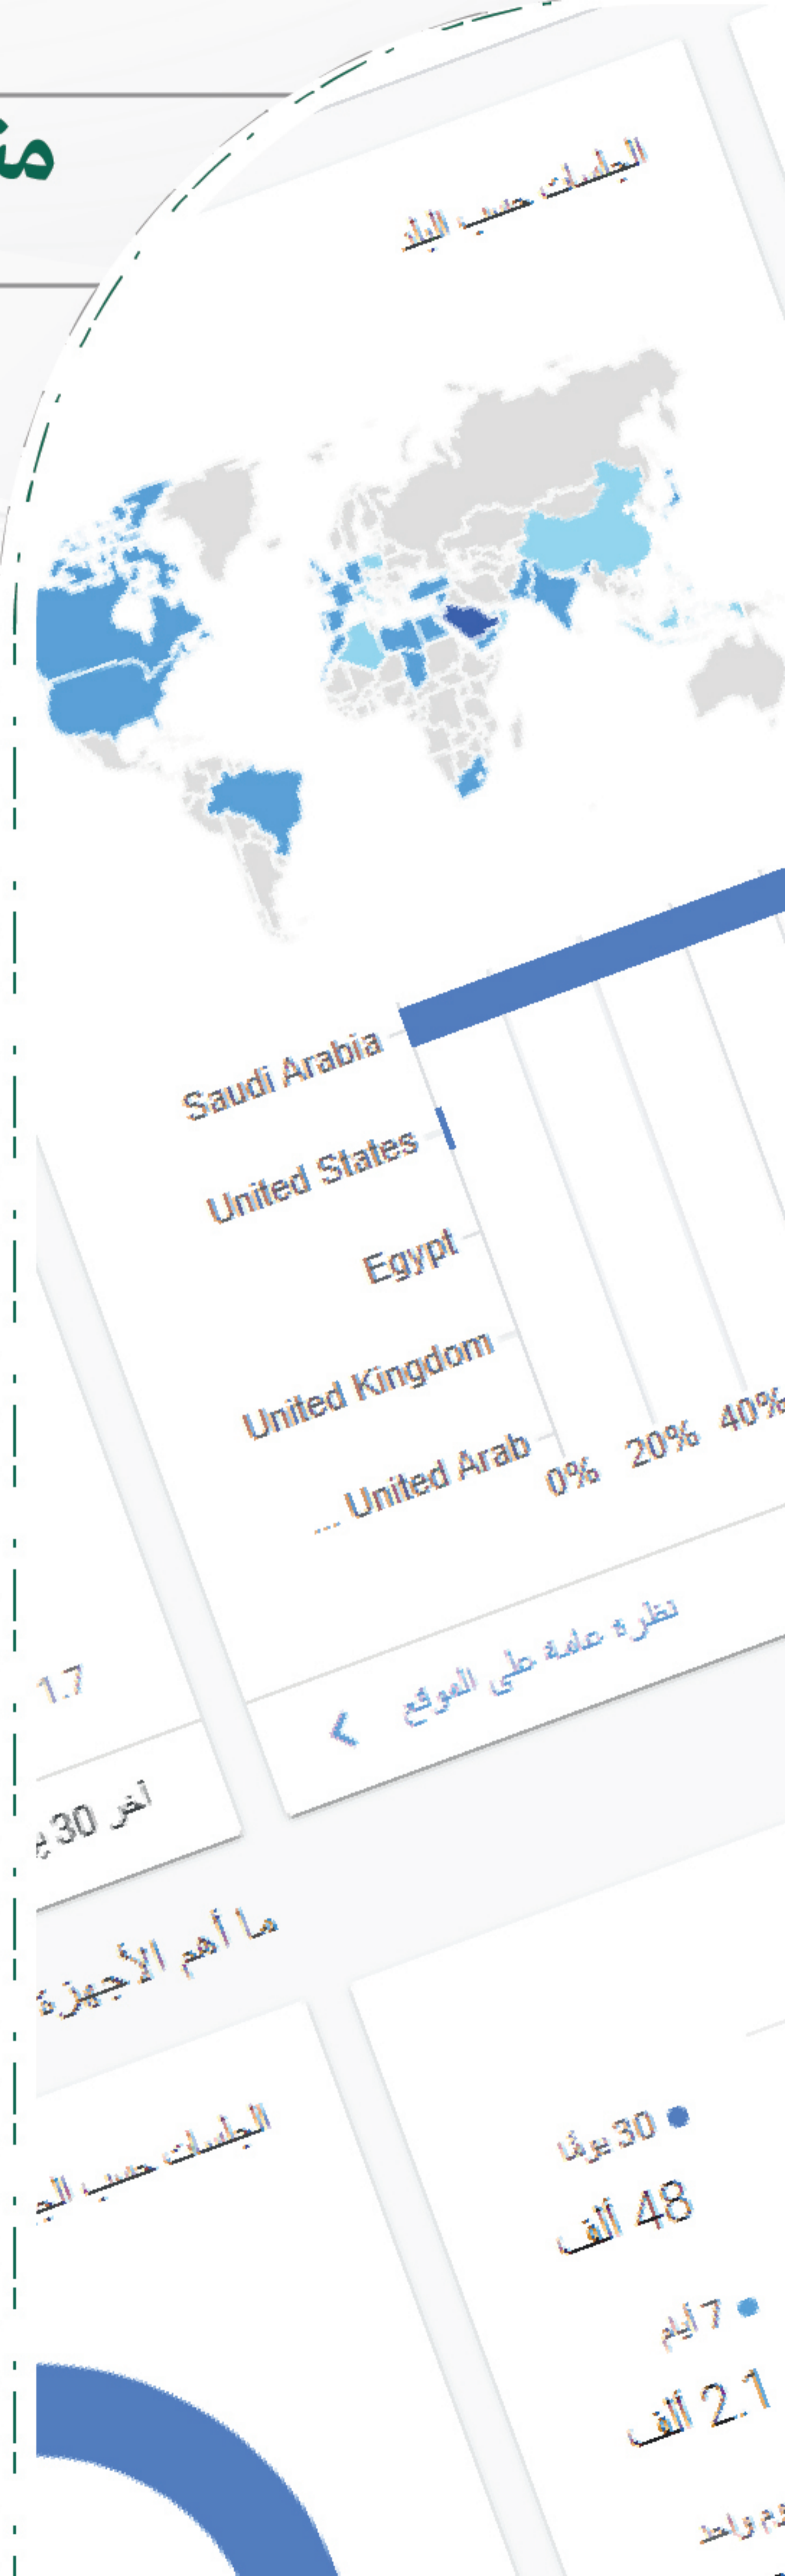 الجلسات حسب البلد
Saudi Arabia
United States
Egypt
United Kingdom
United Arab ...
0% 20% 40%
نظرة عامة على الموقع
1.7
آخر 30
ما أهم الأجهزة
الجلسات حسب
30 يومًا
48 ألف
7 أيام
2.1 ألف
واحد